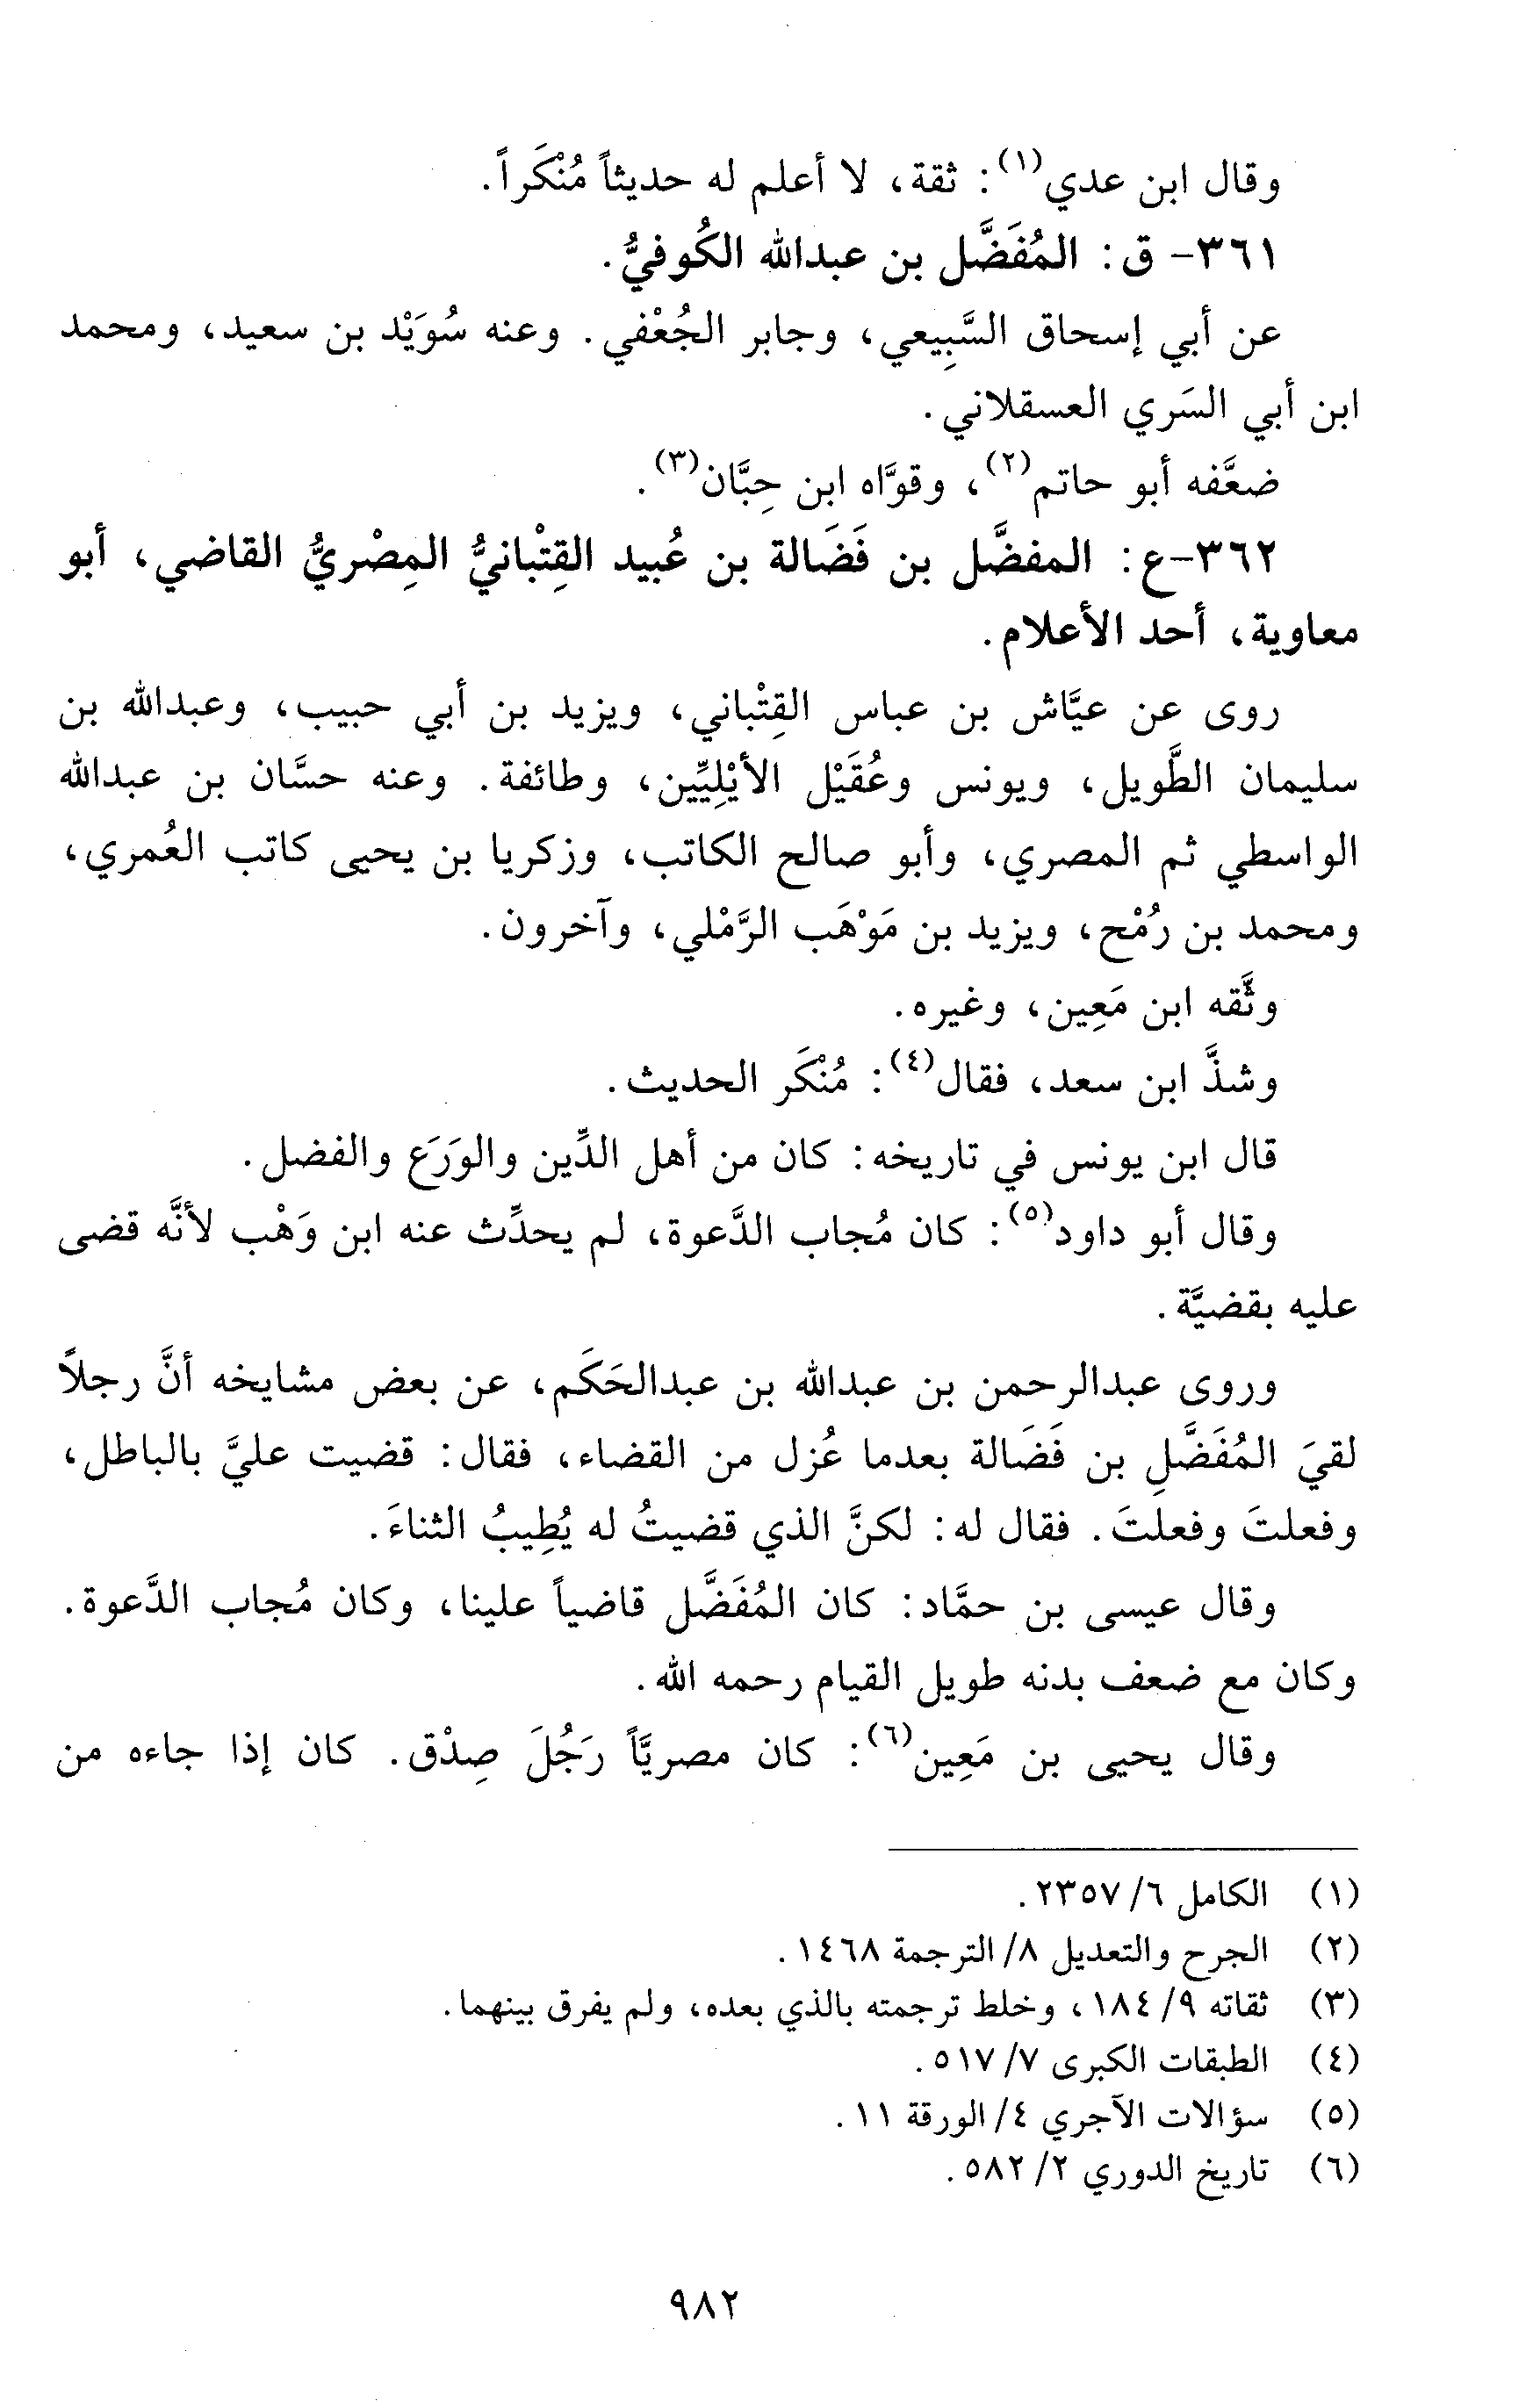 وقال ابن عدي(١): ثقة، لا أعلم له حديثاً مُنْكَراً.
٣٦١- ق: المُفَضَّل بن عبدالله الكُوفيُّ.
عن أبي إسحاق السَّبِيعي، وجابر الجُعْفي. وعنه سُوَيْد بن سعيد، ومحمد
ابن أبي السَري العسقلاني.
ضعَّفه أبو حاتم(٢)، وقوَّاه ابن حِبَّان(٣).
٣٦٢-ع: المفضَّل بن فَضَالة بن عُبيد القِتْبانيُّ المِصْريُّ القاضي، أبو
معاوية، أحد الأعلام.
روى عن عيَّاش بن عباس القِتْباني، ويزيد بن أبي حبيب، وعبدالله بن
سليمان الطَّويل، ويونس وعُقَيْل الأيْلِيِّين، وطائفة. وعنه حسَّان بن عبدالله
الواسطي ثم المصري، وأبو صالح الكاتب، وزكريا بن يحيى كاتب العُمري،
ومحمد بن رُمْح، ويزيد بن مَوْهَب الرَّمْلي، وآخرون.
وثَّقه ابن مَعِين، وغيره.
وشذَّ ابن سعد، فقال(٤): مُنْكَر الحديث.
قال ابن يونس في تاريخه: كان من أهل الدِّين والوَرَع والفضل.
وقال أبو داود(٥): كان مُجاب الدَّعوة، لم يحدِّث عنه ابن وَهْب لأنَّه قضى
عليه بقضيَّة.
وروى عبدالرحمن بن عبدالله بن عبدالحَكَم، عن بعض مشايخه أنَّ رجلاً
لقيَ المُفَضَّلِ بن فَضَالة بعدما عُزل من القضاء، فقال: قضيت عليَّ بالباطل،
وفعلتَ وفعلتَ. فقال له: لكنَّ الذي قضيتُ له يُطِيبُ الثناءَ.
وقال عيسى بن حمَّاد: كان المُفَضَّل قاضياً علينا، وكان مُجاب الدَّعوة.
وكان مع ضعف بدنه طويل القيام رحمه الله.
وقال يحيى بن مَعِين(٦): كان مصريَّاً رَجُلَ صِدْق. كان إذا جاءه من
(١) الكامل ٦/ ٢٣٥٧.
(٢) الجرح والتعديل ٨/ الترجمة ١٤٦٨.
(٣) ثقاته ٩/ ١٨٤، وخلط ترجمته بالذي بعده، ولم يفرق بينهما.
(٤) الطبقات الكبرى ٧/ ٥١٧.
(٥) سؤالات الآجري ٤/ الورقة ١١.
(٦) تاريخ الدوري ٢/ ٥٨٢.
٩٨٢